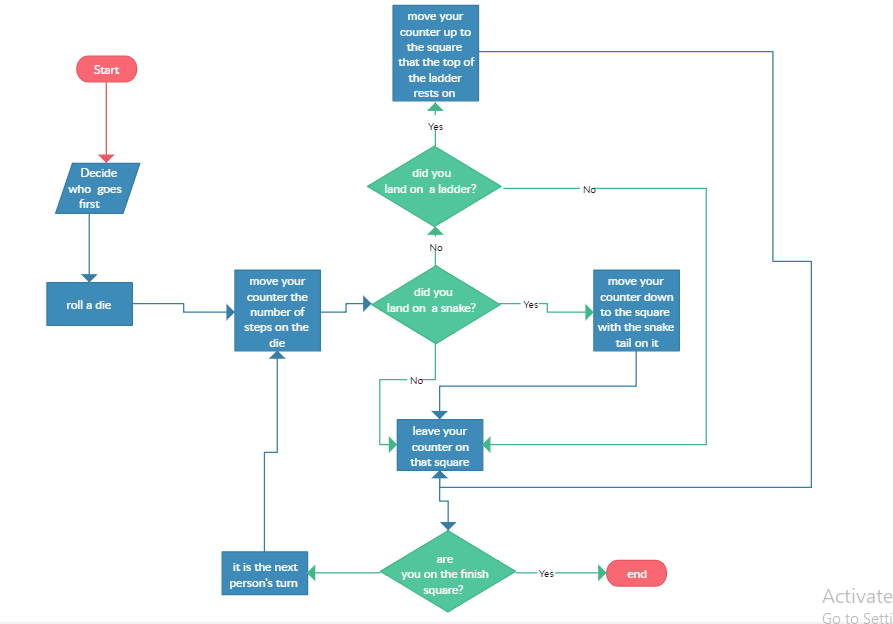 move your
counter up to
the square
that the top of
the ladder
rests on
Start
Yes
Decide
who goes
first
did you
land on a ladder?
No
No
roll a die
move your
counter the
number of
steps on the
die
did you
land on a snake?
Yes
move your
counter down
to the square
with the snake
tail on it
No
leave your
counter on
that square
it is the next
person's turn
are
you on the finish
square?
Yes
end
Activate
Go to Setti